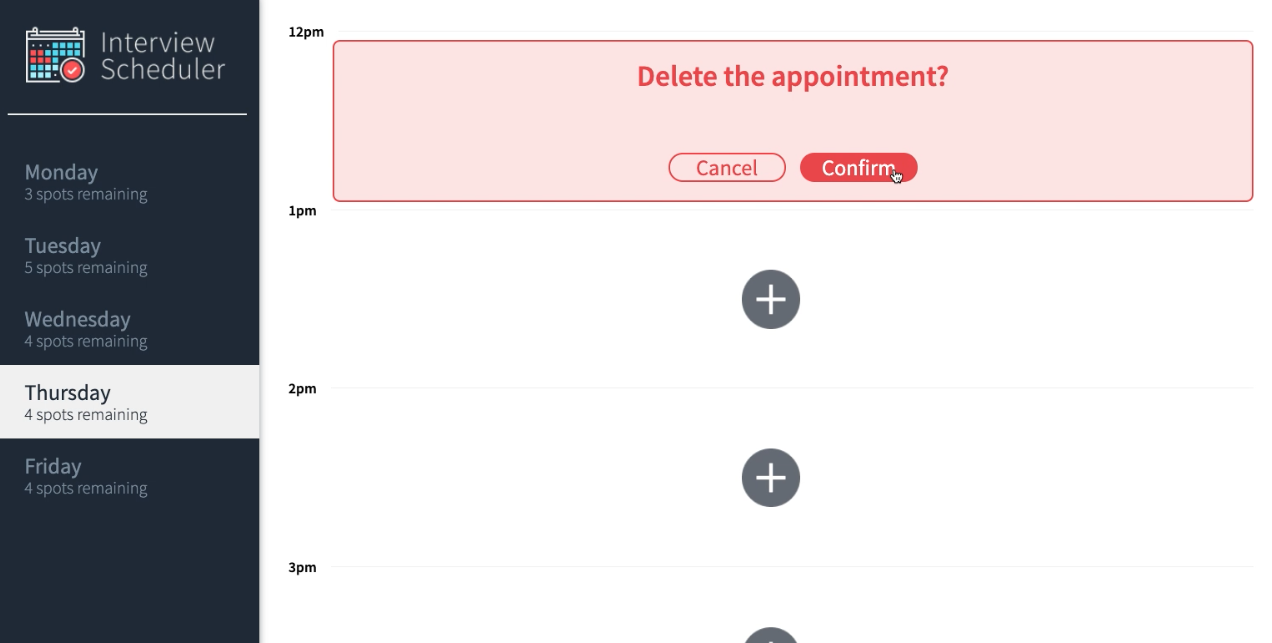 Interview
Scheduler
Monday
3 spots remaining
Tuesday
5 spots remaining
Wednesday
4 spots remaining
Thursday
4 spots remaining
Friday
4 spots remaining
12pm
Delete the appointment?
Cancel
Confirm
1pm
2pm
3pm